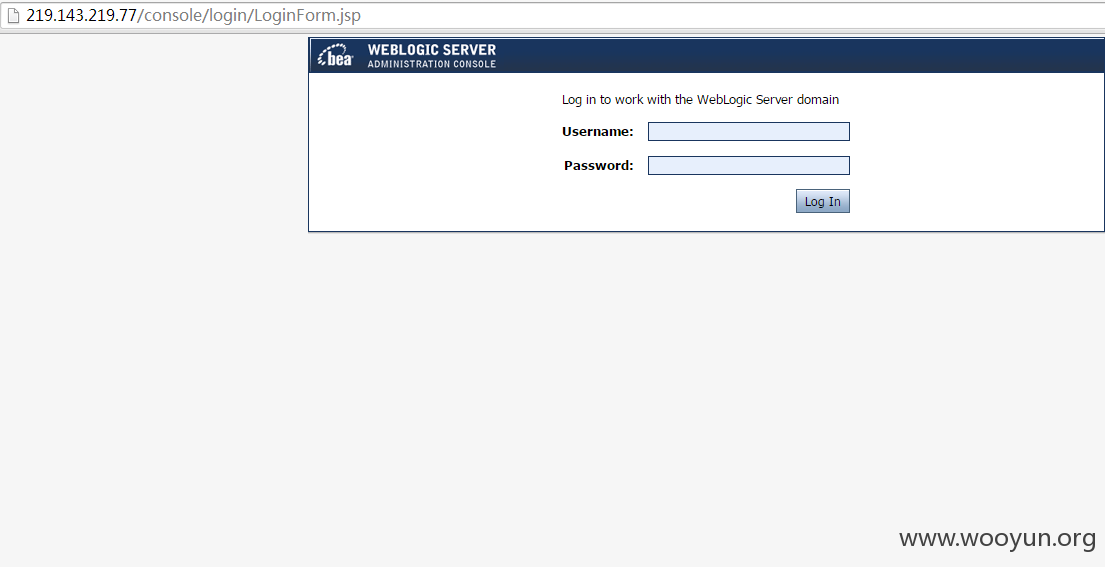 219.143.219.77/console/login/LoginForm.jsp
bea WEBLOGIC SERVER
ADMINISTRATION CONSOLE
Log in to work with the WebLogic Server domain
Username:
Password:
Log In
www.wooyun.org